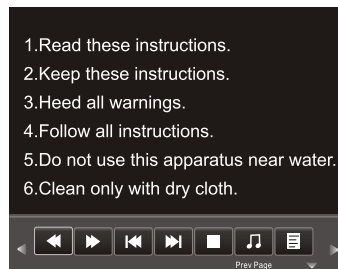 1.Read these instructions.
2.Keep these instructions.
3.Heed all warnings.
4.Follow all instructions.
5.Do not use this apparatus near water.
6.Clean only with dry cloth.
Prev Page